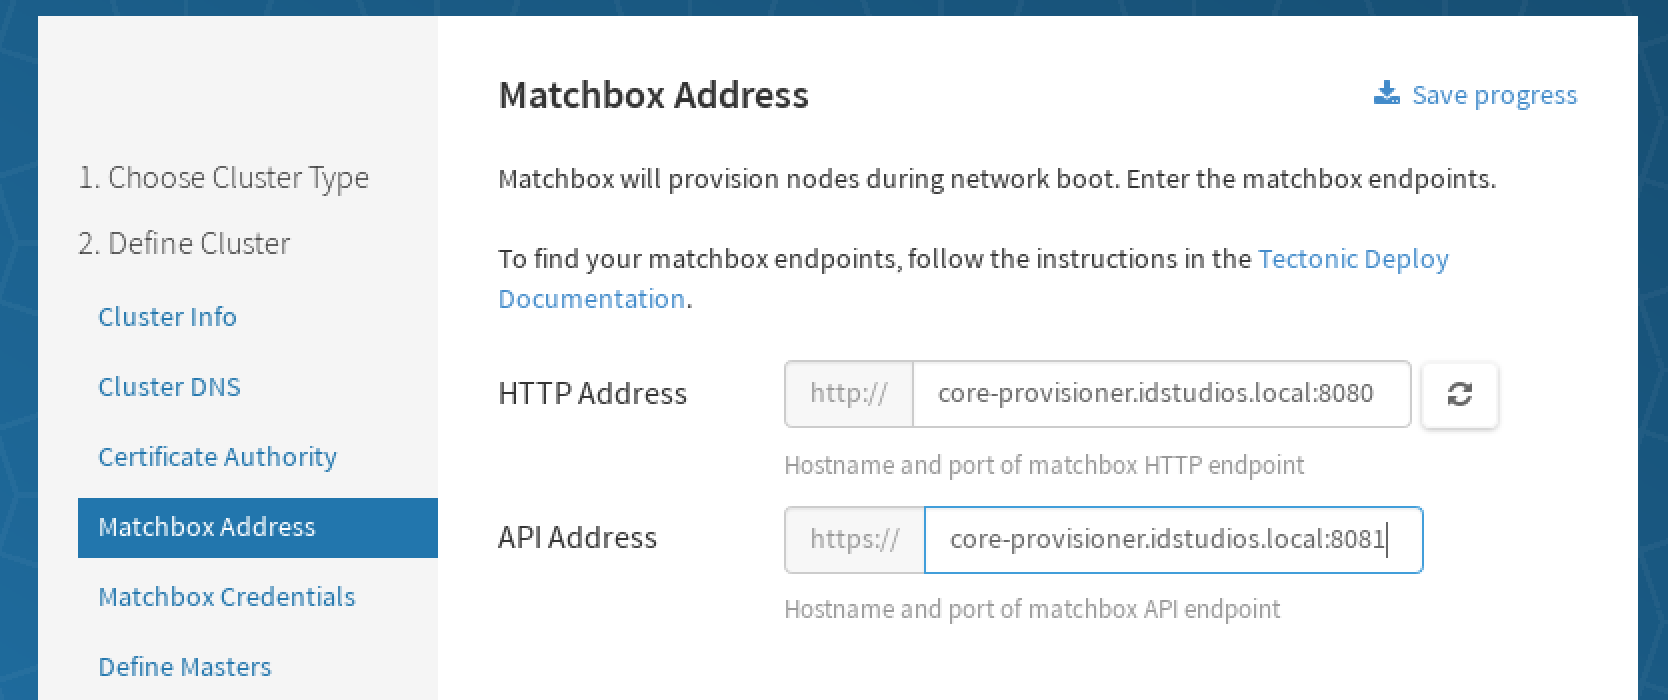 Matchbox Address
Save progress
1. Choose Cluster Type
2. Define Cluster
Cluster Info
Cluster DNS
Certificate Authority
Matchbox Address
Matchbox Credentials
Define Masters
Matchbox will provision nodes during network boot. Enter the matchbox endpoints.
To find your matchbox endpoints, follow the instructions in the Tectonic Deploy
Documentation.
HTTP Address
http://
core-provisioner.idstudios.local:8080
Hostname and port of matchbox HTTP endpoint
API Address
https://
core-provisioner.idstudios.local:8081
Hostname and port of matchbox API endpoint